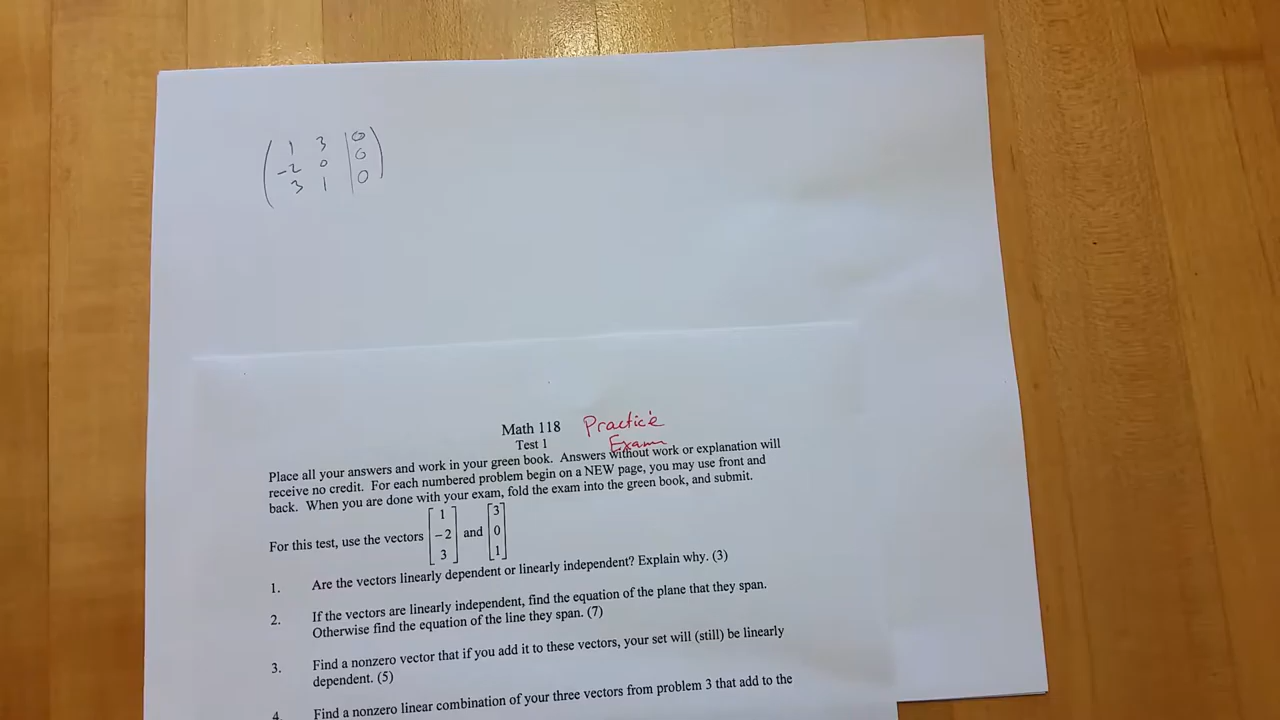 1 3 0
-2 0 0
3 1 0
Math 118 Practice
Test 1 Exam
Place all your answers and work in your green book. Answers without work or explanation will
receive no credit. For each numbered problem begin on a NEW page, you may use front and
back. When you are done with your exam, fold the exam into the green book, and submit.
For this test, use the vectors [1 -2 3] and [3 0 1]
1. Are the vectors linearly dependent or linearly independent? Explain why. (3)
2. If the vectors are linearly independent, find the equation of the plane that they span.
Otherwise find the equation of the line they span. (7)
3. Find a nonzero vector that if you add it to these vectors, your set will (still) be linearly
dependent. (5)
4. Find a nonzero linear combination of your three vectors from problem 3 that add to the